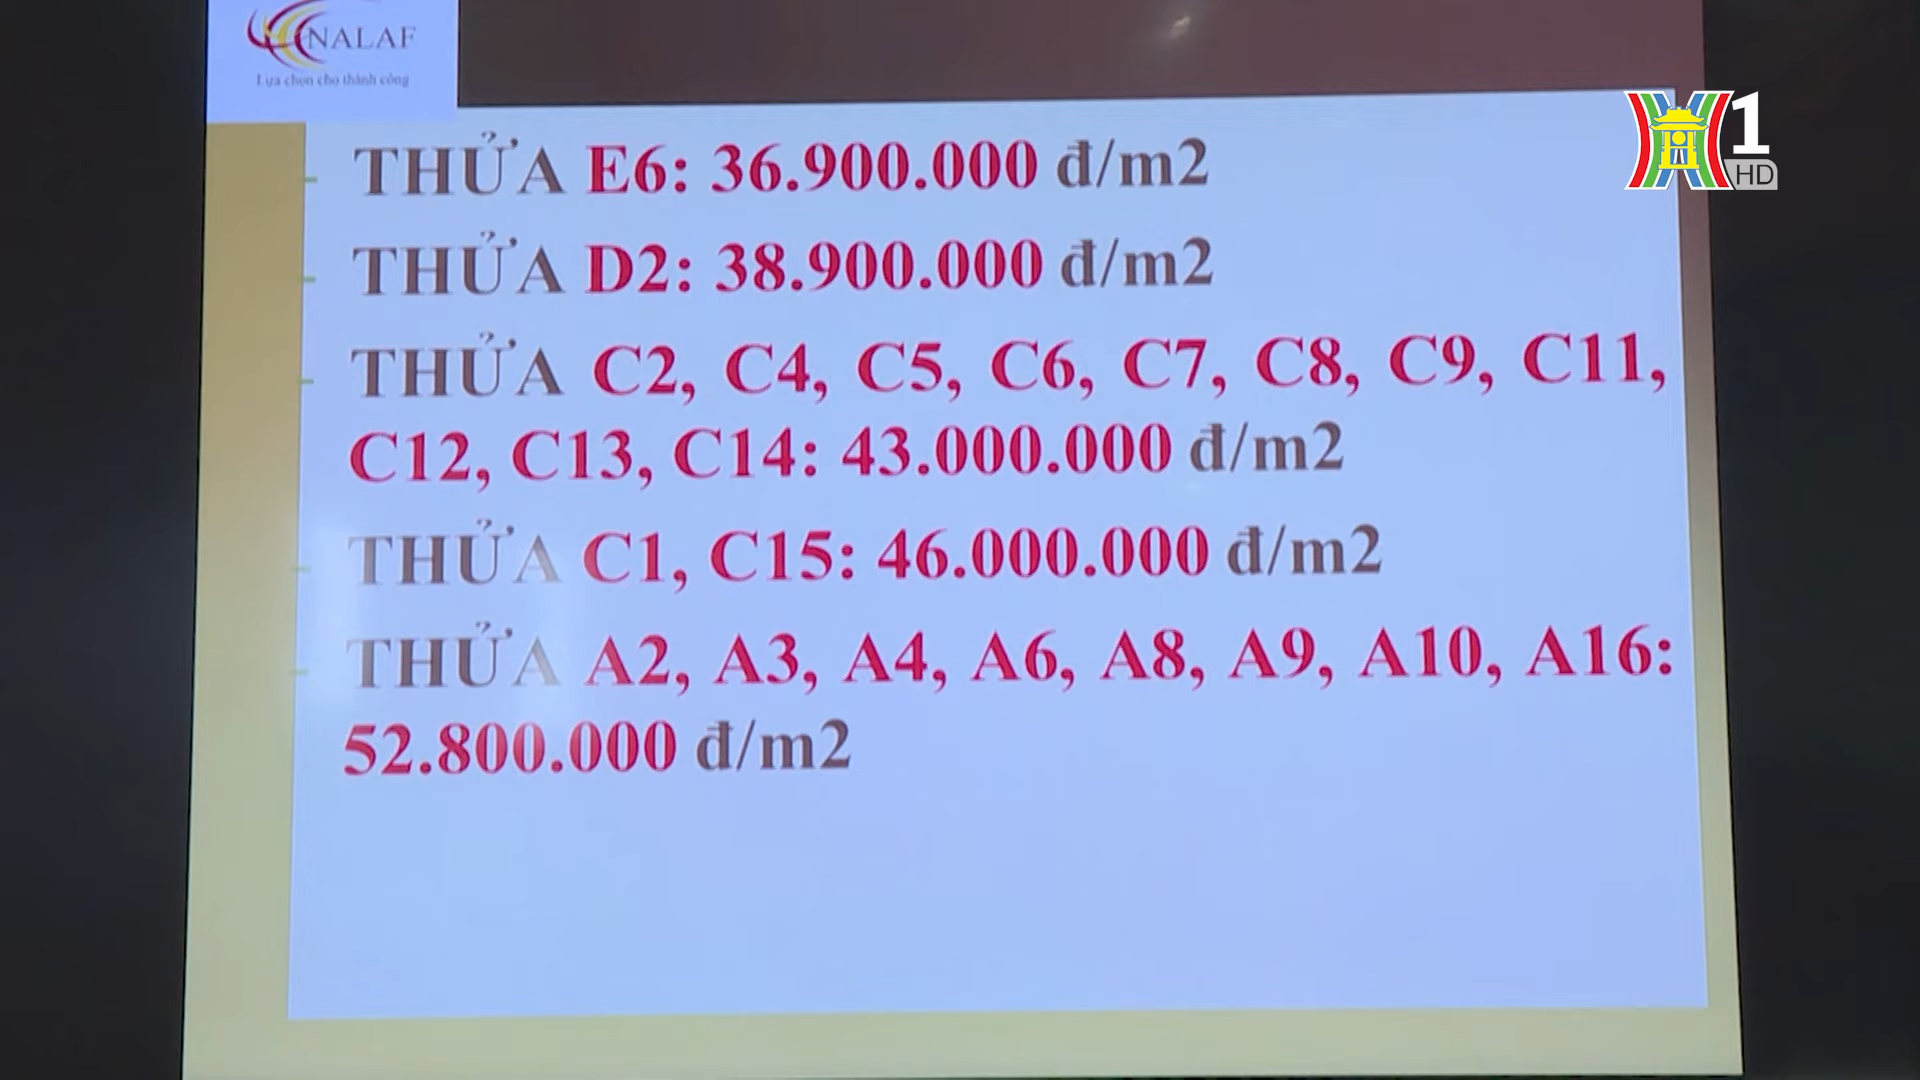 NALAF
Lựa chọn cho thành công
1
HD
- THỬA E6: 36.900.000 đ/m2
- THỬA D2: 38.900.000 đ/m2
- THỬA C2, C4, C5, C6, C7, C8, C9, C11,
C12, C13, C14: 43.000.000 đ/m2
- THỬA C1, C15: 46.000.000 đ/m2
- THỬA A2, A3, A4, A6, A8, A9, A10, A16:
52.800.000 đ/m2